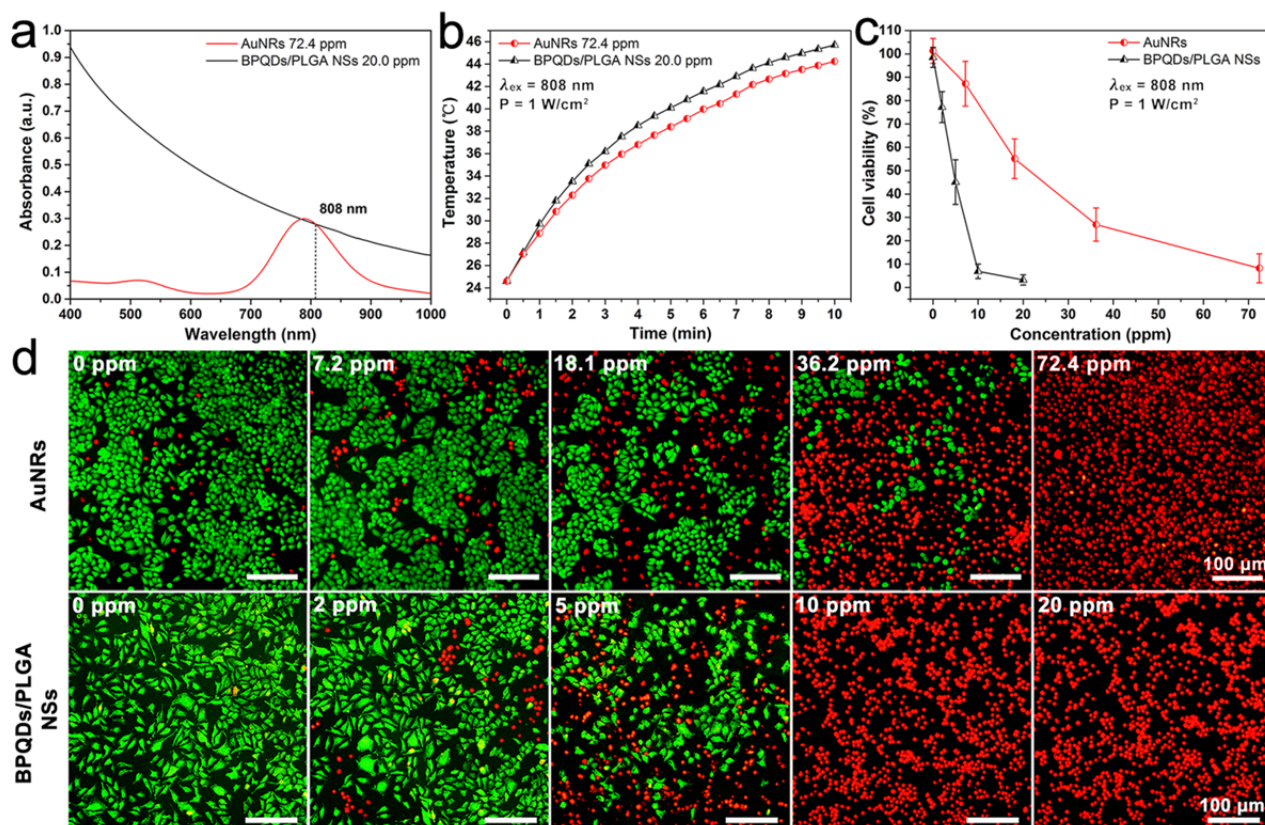 a
AuNRs 72.4 ppm
BPQDs/PLGA NSs 20.0 ppm
808 nm
Absorbance (a.u.)
1.0
0.9
0.8
0.7
0.6
0.5
0.4
0.3
0.2
0.1
0.0
400 500 600 700 800 900 1000
Wavelength (nm)
b
AuNRs 72.4 ppm
BPQDs/PLGA NSs 20.0 ppm
λex = 808 nm
P = 1 W/cm²
Temperature (℃)
46
44
42
40
38
36
34
32
30
28
26
24
0 1 2 3 4 5 6 7 8 9 10
Time (min)
c
AuNRs
BPQDs/PLGA NSs
λex = 808 nm
P = 1 W/cm²
Cell viability (%)
110
100
90
80
70
60
50
40
30
20
10
0
0 10 20 30 40 50 60 70
Concentration (ppm)
d
AuNRs
0 ppm
7.2 ppm
18.1 ppm
36.2 ppm
72.4 ppm
100 μm
BPQDs/PLGA
NSs
0 ppm
2 ppm
5 ppm
10 ppm
20 ppm
100 μm